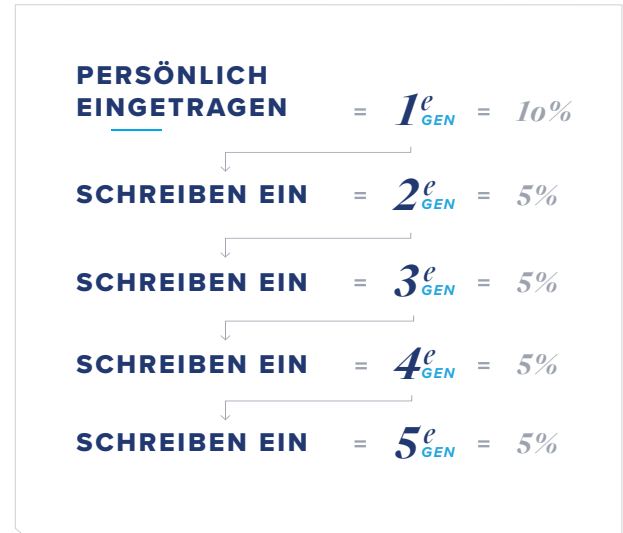 PERSÖNLICH
EINGETRAGEN = 1e GEN = 10%
SCHREIBEN EIN = 2e GEN = 5%
SCHREIBEN EIN = 3e GEN = 5%
SCHREIBEN EIN = 4e GEN = 5%
SCHREIBEN EIN = 5e GEN = 5%